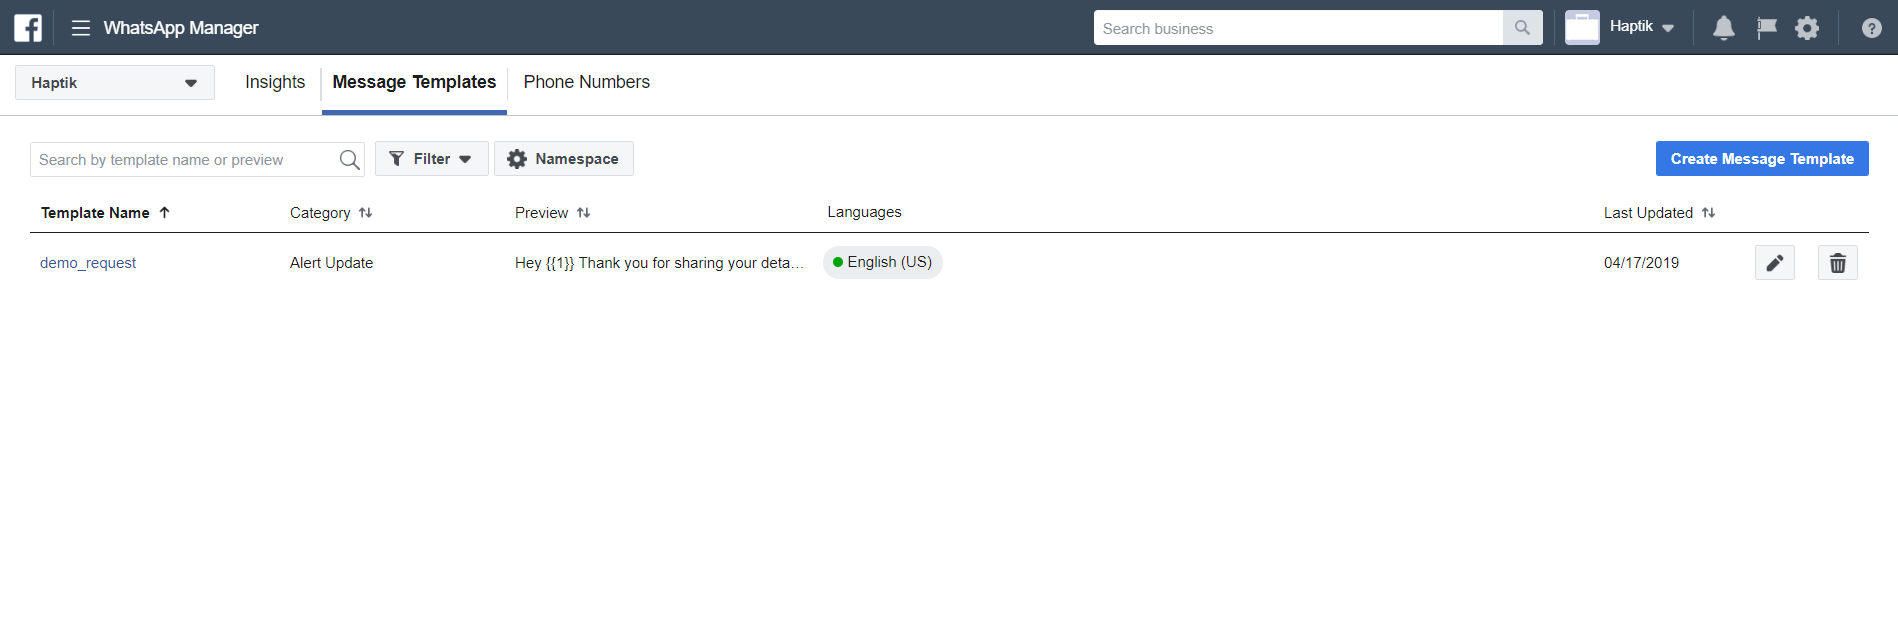 WhatsApp Manager
Search business
Haptik
Haptik
Insights
Message Templates
Phone Numbers
Search by template name or preview
Filter
Namespace
Create Message Template
Template Name
Category
Preview
Languages
Last Updated
demo_request
Alert Update
Hey {{1}} Thank you for sharing your deta…
English (US)
04/17/2019